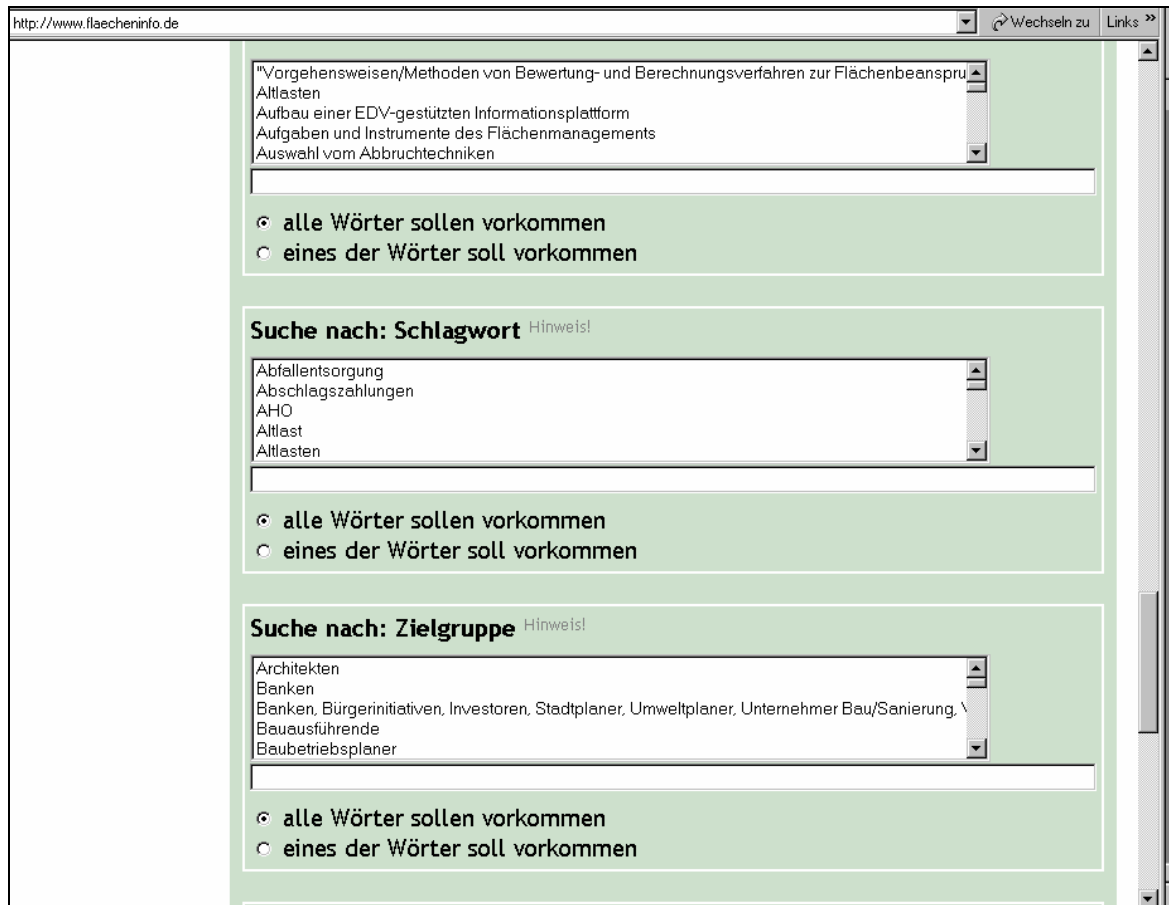 http://www.flaecheninfo.de Wechseln zu Links »
"Vorgehensweisen/Methoden von Bewertung- und Berechnungsverfahren zur Flächenbeanspru
Altlasten
Aufbau einer EDV-gestützten Informationsplattform
Aufgaben und Instrumente des Flächenmanagements
Auswahl vom Abbruchtechniken
alle Wörter sollen vorkommen
eines der Wörter soll vorkommen
Suche nach: Schlagwort Hinweis!
Abfallentsorgung
Abschlagszahlungen
AHO
Altlast
Altlasten
alle Wörter sollen vorkommen
eines der Wörter soll vorkommen
Suche nach: Zielgruppe Hinweis!
Architekten
Banken
Banken, Bürgerinitiativen, Investoren, Stadtplaner, Umweltplaner, Unternehmer Bau/Sanierung,
Bauausführende
Baubetriebsplaner
alle Wörter sollen vorkommen
eines der Wörter soll vorkommen